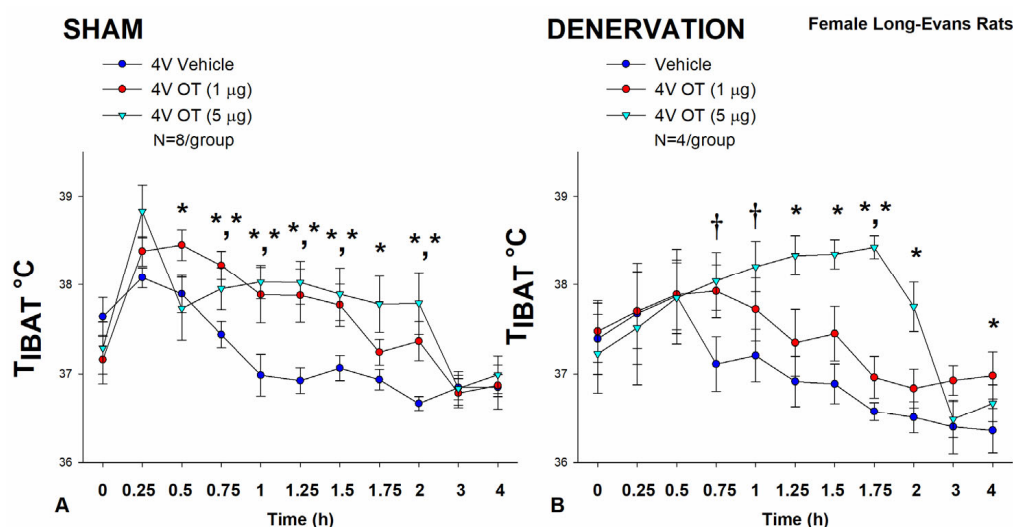 SHAM
4V Vehicle
4V OT (1 μg)
4V OT (5 μg)
N=8/group
39
38
37
36
TIBAT °C
* *,* *,* *,* *,* * *,*
0 0.25 0.5 0.75 1 1.25 1.5 1.75 2 3 4
A
Time (h)
DENERVATION
Female Long-Evans Rats
Vehicle
4V OT (1 μg)
4V OT (5 μg)
N=4/group
39
38
37
36
TIBAT °C
† † * * *,* * *
0 0.25 0.5 0.75 1 1.25 1.5 1.75 2 3 4
B
Time (h)